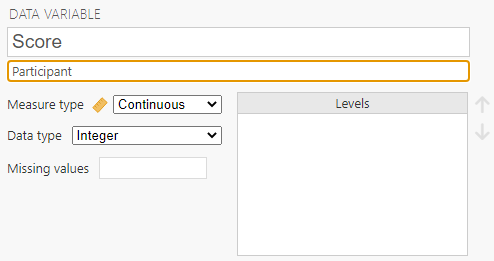 DATA VARIABLE
Score
Participant
Measure type Continuous
Levels
Data type Integer
Missing values